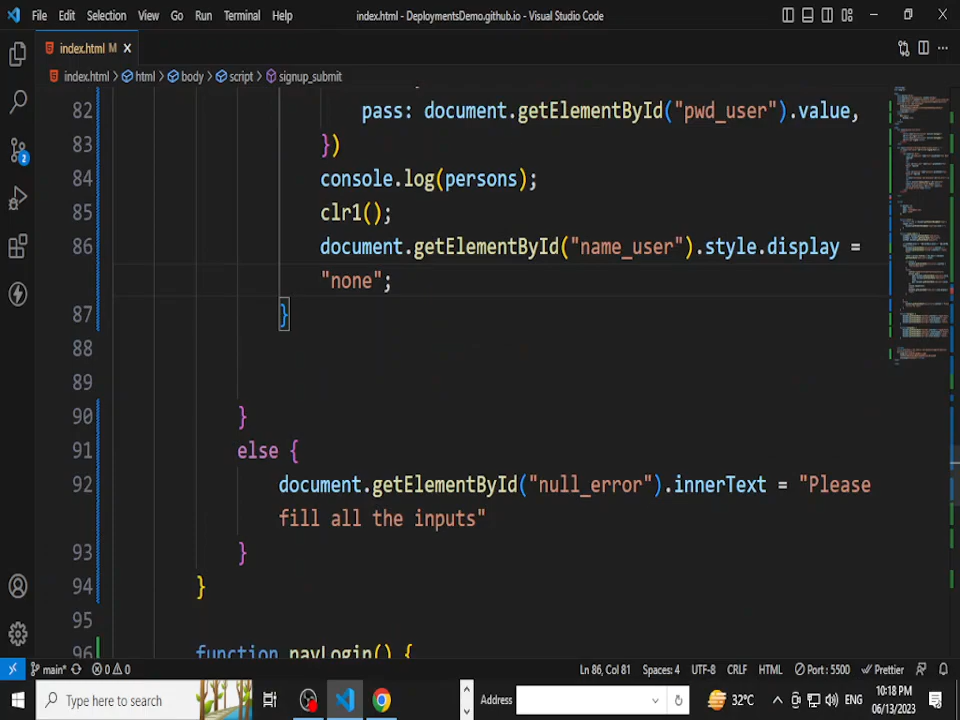 File Edit Selection View Go Run Terminal Help index.html - DeploymentsDemo.github.io - Visual Studio Code
index.html M
index.html > html > body > script > signup_submit
82 pass: document.getElementById("pwd_user").value,
83 })
84 console.log(persons);
85 clr1();
86 document.getElementById("name_user").style.display =
"none";
87 }
88
89
90 }
91 else {
92 document.getElementById("null_error").innerText = "Please
fill all the inputs"
93 }
94 }
95
96 function navLogin() {
2
main* 0 0 Ln 86, Col 81 Spaces: 4 UTF-8 CRLF HTML Port : 5500 Prettier
Type here to search Address 32°C ENG 10:18 PM
06/13/2023